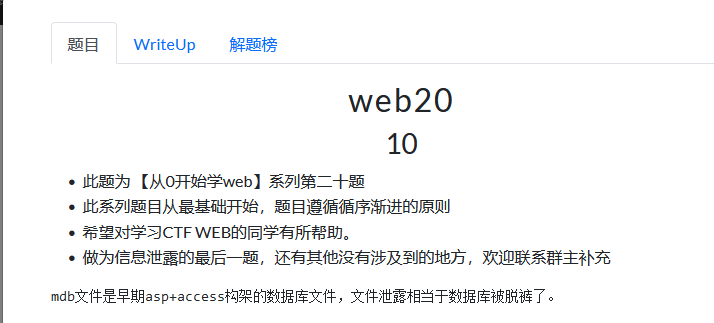 题目 WriteUp 解题榜
web20
10
此题为 【从0开始学web】系列第二十题
此系列题目从最基础开始，题目遵循循序渐进的原则
希望对学习CTF WEB的同学有所帮助。
做为信息泄露的最后一题，还有其他没有涉及到的地方，欢迎联系群主补充
mdb文件是早期asp+access构架的数据库文件，文件泄露相当于数据库被脱裤了。